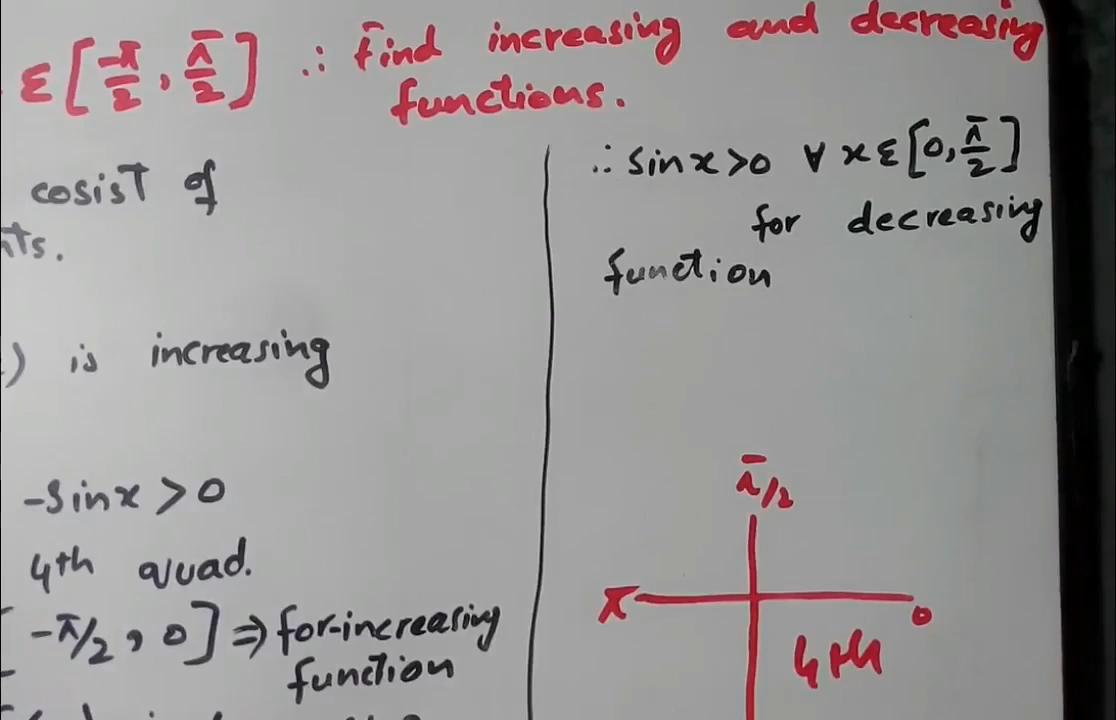 ε[-π/2, π/2] ∴ Find increasing and decreasing
functions.
cosisT of
nts.
) is increasing
-Sinx > 0
4th quad.
[-π/2, 0] ⇒ for-increasing
function
∴ sinx > 0 ∀ x ε [0, π/2]
for decreasing
function
π/2
π
0
4th